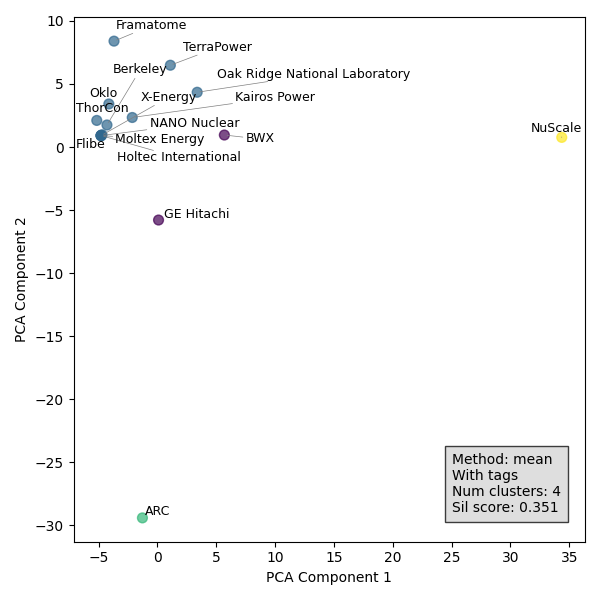 10
5
0
−5
−10
−15
−20
−25
−30
PCA Component 2
Framatome
TerraPower
Berkeley
Oak Ridge National Laboratory
Oklo
X-Energy
Kairos Power
ThorCon
NANO Nuclear
NuScale
Flibe
Moltex Energy
BWX
Holtec International
GE Hitachi
ARC
Method: mean
With tags
Num clusters: 4
Sil score: 0.351
−5
0
5
10
15
20
25
30
35
PCA Component 1